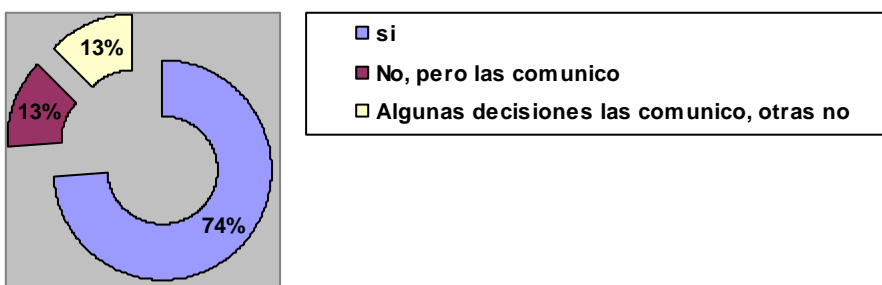 13%
13%
74%
si
No, pero las comunico
Algunas decisiones las comunico, otras no